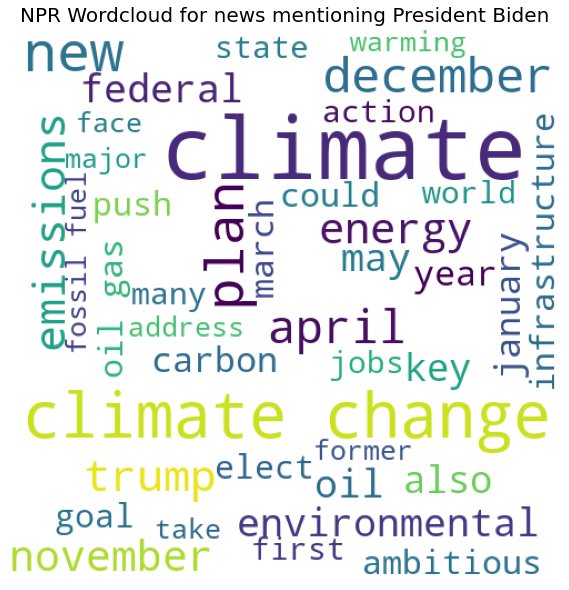 NPR Wordcloud for news mentioning President Biden
new
state
warming
federal
december
action
face
climate
major
emissions
fossil fuel
push
plan
march
could
world
infrastructure
energy
may
year
january
oil gas
many
address
april
carbon
jobs
key
climate change
former
trump
elect
oil
also
goal
take
environmental
november
first
ambitious